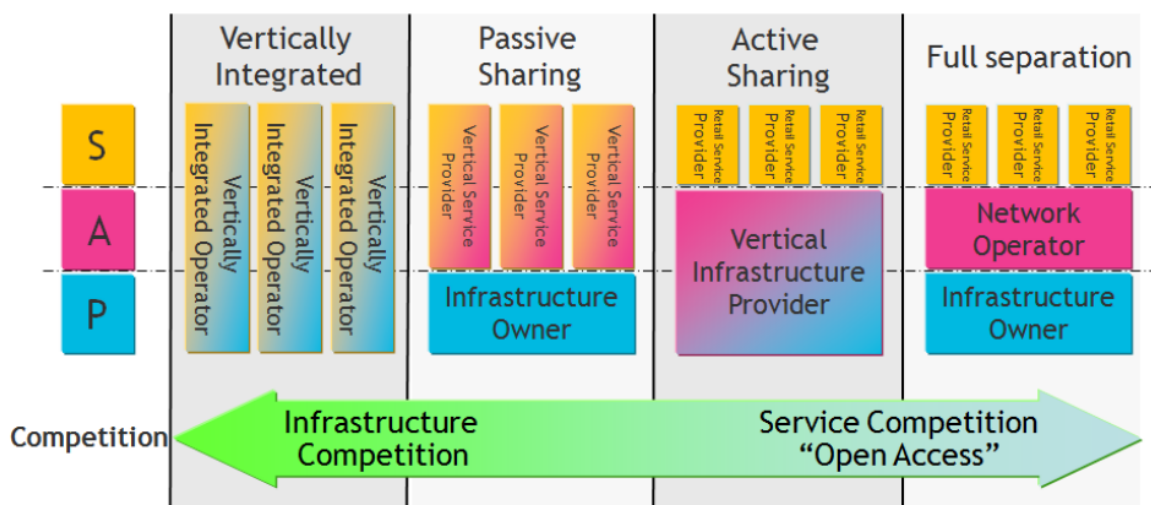 Vertically
Integrated
Passive
Sharing
Active
Sharing
Full separation
S
A
P
Vertically
Integrated Operator
Vertically
Integrated Operator
Vertically
Integrated Operator
Vertical Service
Provider
Vertical Service
Provider
Vertical Service
Provider
Infrastructure
Owner
Retail Service
Provider
Retail Service
Provider
Retail Service
Provider
Vertical
Infrastructure
Provider
Retail Service
Provider
Retail Service
Provider
Retail Service
Provider
Network
Operator
Infrastructure
Owner
Competition
Infrastructure
Competition
Service Competition
“Open Access”